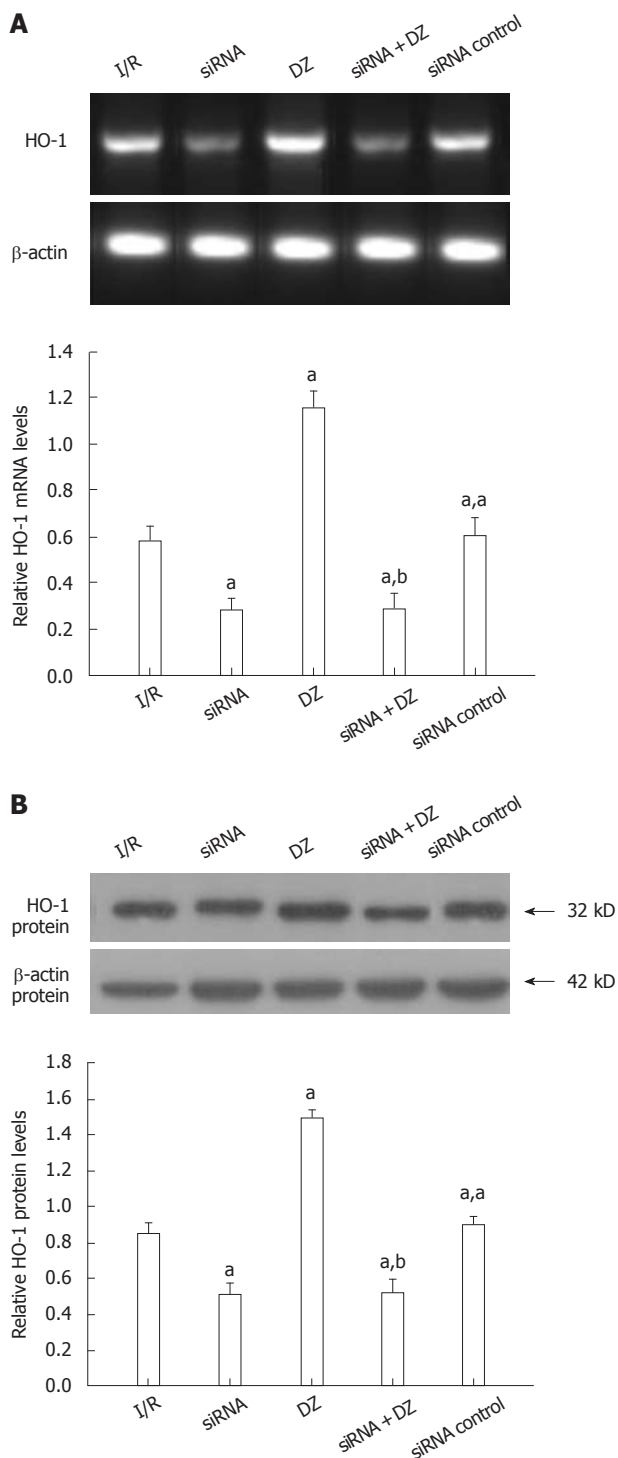 A
I/R siRNA DZ siRNA + DZ siRNA control
HO-1
β-actin
Relative HO-1 mRNA levels
1.4
1.2
1.0
0.8
0.6
0.4
0.2
0.0
a
a
a,b
a,a
I/R siRNA DZ siRNA + DZ siRNA control
B
I/R siRNA DZ siRNA + DZ siRNA control
HO-1
protein
32 kD
β-actin
protein
42 kD
Relative HO-1 protein levels
1.8
1.6
1.4
1.2
1.0
0.8
0.6
0.4
0.2
0.0
a
a
a,b
a,a
I/R siRNA DZ siRNA + DZ siRNA control